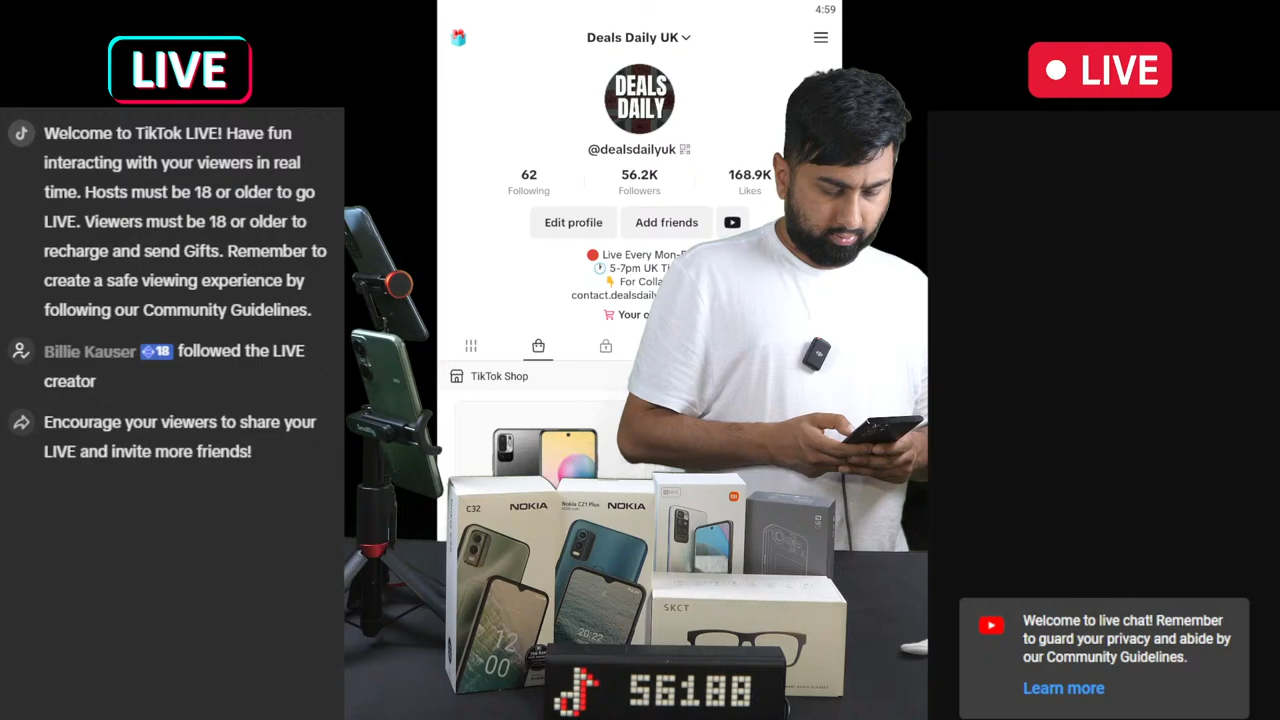 LIVE
Welcome to TikTok LIVE! Have fun
interacting with your viewers in real
time. Hosts must be 18 or older to go
LIVE. Viewers must be 18 or older to
recharge and send Gifts. Remember to
create a safe viewing experience by
following our Community Guidelines.
Billie Kauser 18 followed the LIVE
creator
Encourage your viewers to share your
LIVE and invite more friends!
4:59
Deals Daily UK
DEALS
DAILY
@dealsdailyuk
62 56.2K 168.9K
Following Followers Likes
Edit profile Add friends
Live Every Mon-
5-7pm UK
For
contact.
Your
TikTok Shop
C32 NOKIA
Nokia C21 Plus NOKIA
SKCT
12
00
20:22
56188
LIVE
Welcome to live chat! Remember
to guard your privacy and abide by
our Community Guidelines.
Learn more